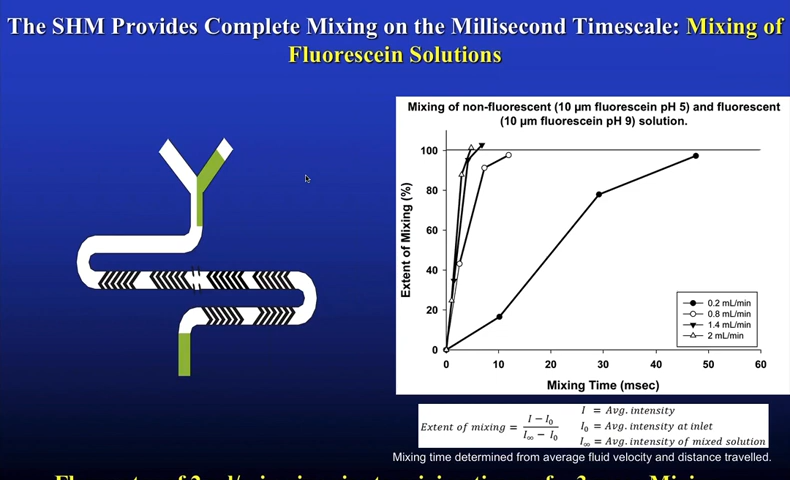 The SHM Provides Complete Mixing on the Millisecond Timescale: Mixing of
Fluorescein Solutions
Mixing of non-fluorescent (10 µm fluorescein pH 5) and fluorescent
(10 µm fluorescein pH 9) solution.
Extent of Mixing (%)
100
80
60
40
20
0
0 10 20 30 40 50 60
Mixing Time (msec)
0.2 mL/min
0.8 mL/min
1.4 mL/min
2 mL/min
Extent of mixing = I − I₀ / I∞ − I₀
I = Avg. intensity
I₀ = Avg. intensity at inlet
I∞ = Avg. intensity of mixed solution
Mixing time determined from average fluid velocity and distance travelled.